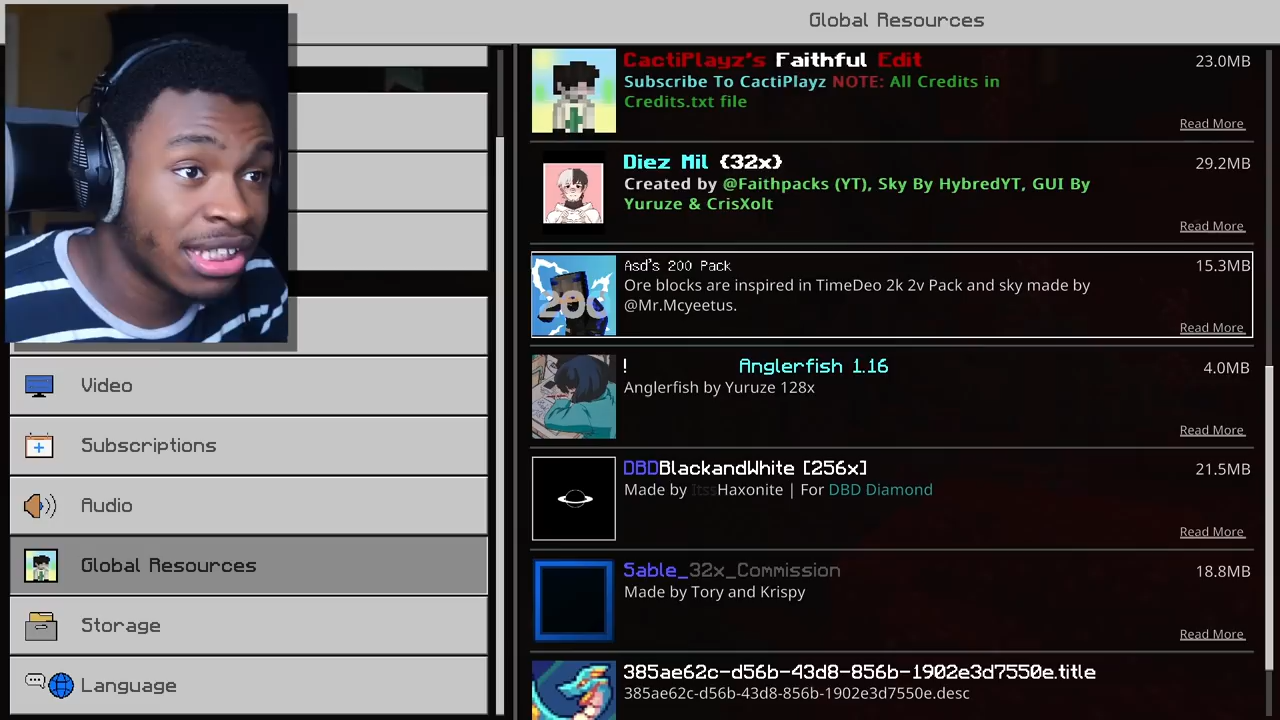 Global Resources
CactiPlayz's Faithful Edit
23.0MB
Subscribe To CactiPlayz NOTE: All Credits in
Credits.txt file
Read More
Diez Mil {32x}
29.2MB
Created by @Faithpacks (YT), Sky By HybredYT, GUI By
Yuruze & CrisXolt
Read More
Asd's 200 Pack
15.3MB
Ore blocks are inspired in TimeDeo 2k 2v Pack and sky made by
@Mr.Mcyeetus.
200
Read More
! Anglerfish 1.16
4.0MB
Anglerfish by Yuruze 128x
Read More
DBDBlackandWhite [256x]
21.5MB
Made by ItssHaxonite | For DBD Diamond
Read More
Sable_32x_Commission
18.8MB
Made by Tory and Krispy
Read More
385ae62c-d56b-43d8-856b-1902e3d7550e.title
385ae62c-d56b-43d8-856b-1902e3d7550e.desc
Video
Subscriptions
Audio
Global Resources
Storage
Language